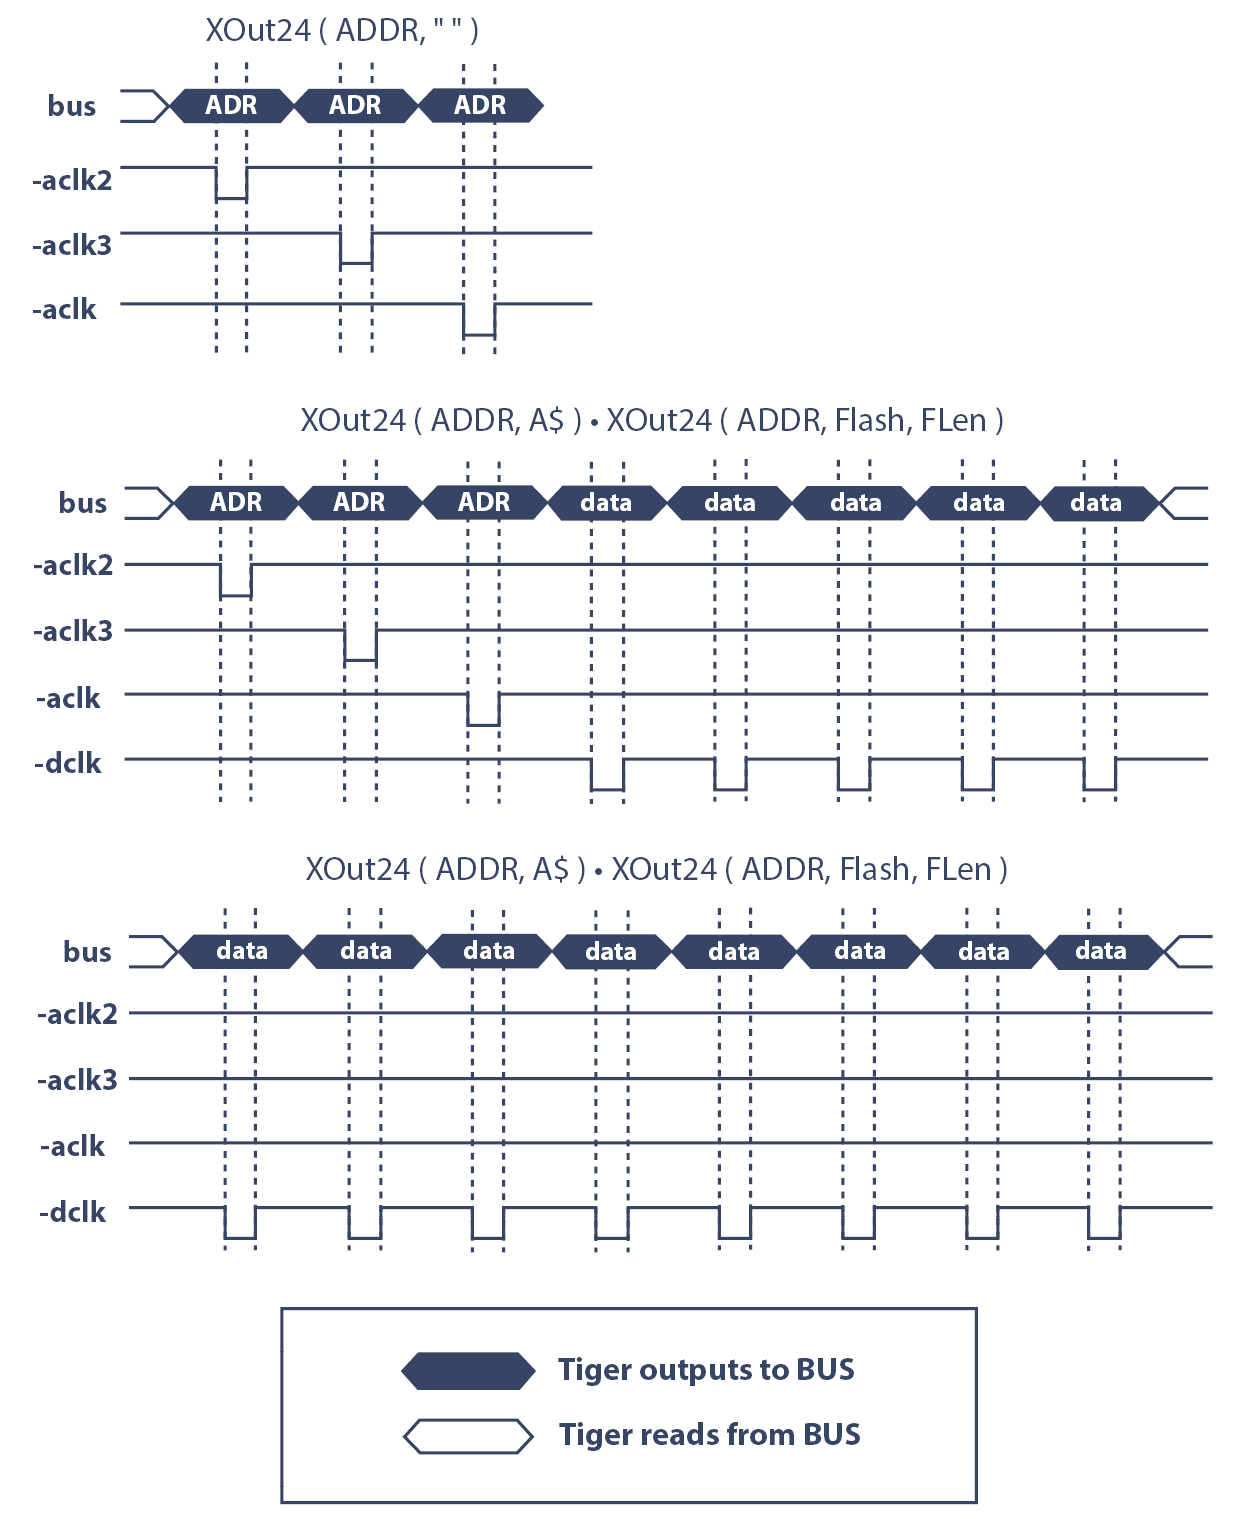 XOut24 ( ADDR, " " )
bus ADR ADR ADR
-aclk2
-aclk3
-aclk
XOut24 ( ADDR, A$ ) • XOut24 ( ADDR, Flash, FLen )
bus ADR ADR ADR data data data data data
-aclk2
-aclk3
-aclk
-dclk
XOut24 ( ADDR, A$ ) • XOut24 ( ADDR, Flash, FLen )
bus data data data data data data data data
-aclk2
-aclk3
-aclk
-dclk
Tiger outputs to BUS
Tiger reads from BUS